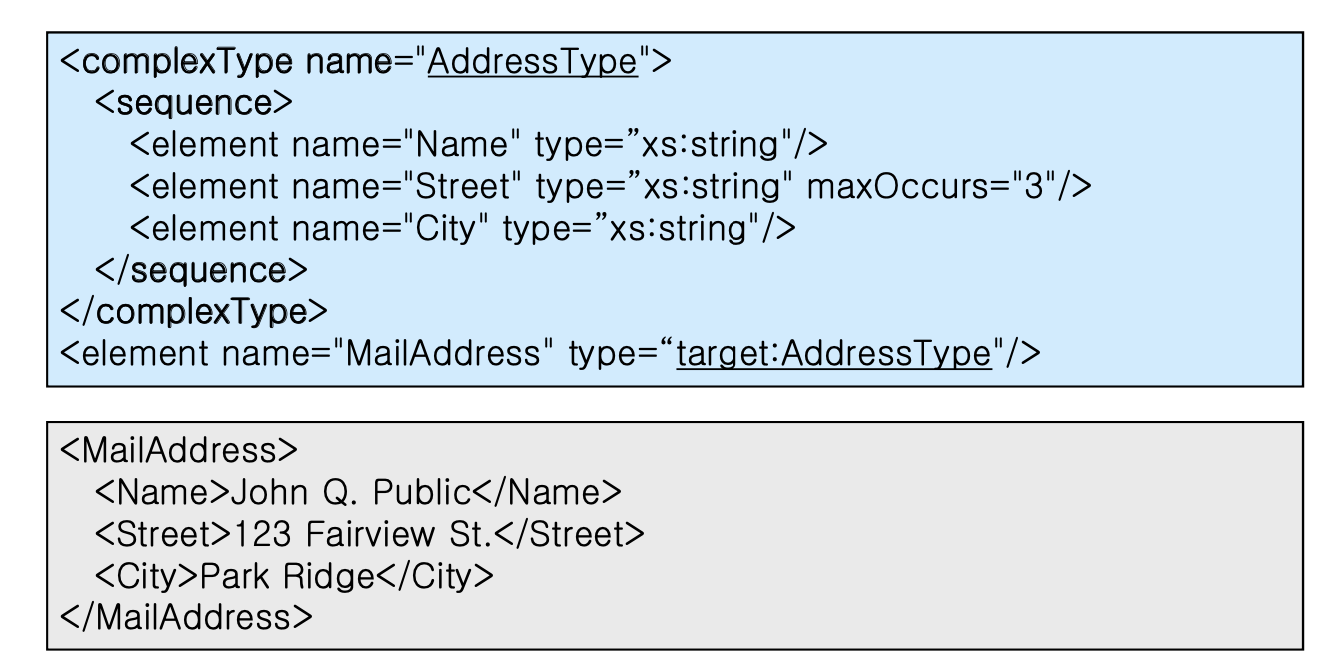 <complexType name="AddressType">
<sequence>
<element name="Name" type=”xs:string"/>
<element name="Street" type=”xs:string" maxOccurs="3"/>
<element name="City" type=”xs:string"/>
</sequence>
</complexType>
<element name="MailAddress" type=“target:AddressType"/>
<MailAddress>
<Name>John Q. Public</Name>
<Street>123 Fairview St.</Street>
<City>Park Ridge</City>
</MailAddress>